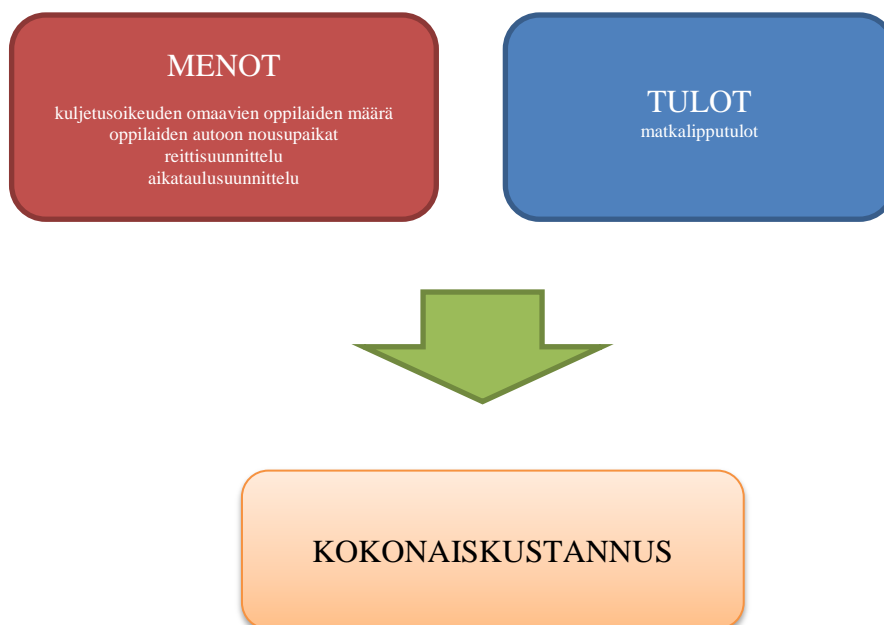 MENOT
kuljetusoikeuden omaavien oppilaiden määrä
oppilaiden autoon nousupaikat
reittisuunnittelu
aikataulusuunnittelu
TULOT
matkalipputulot
KOKONAISKUSTANNUS